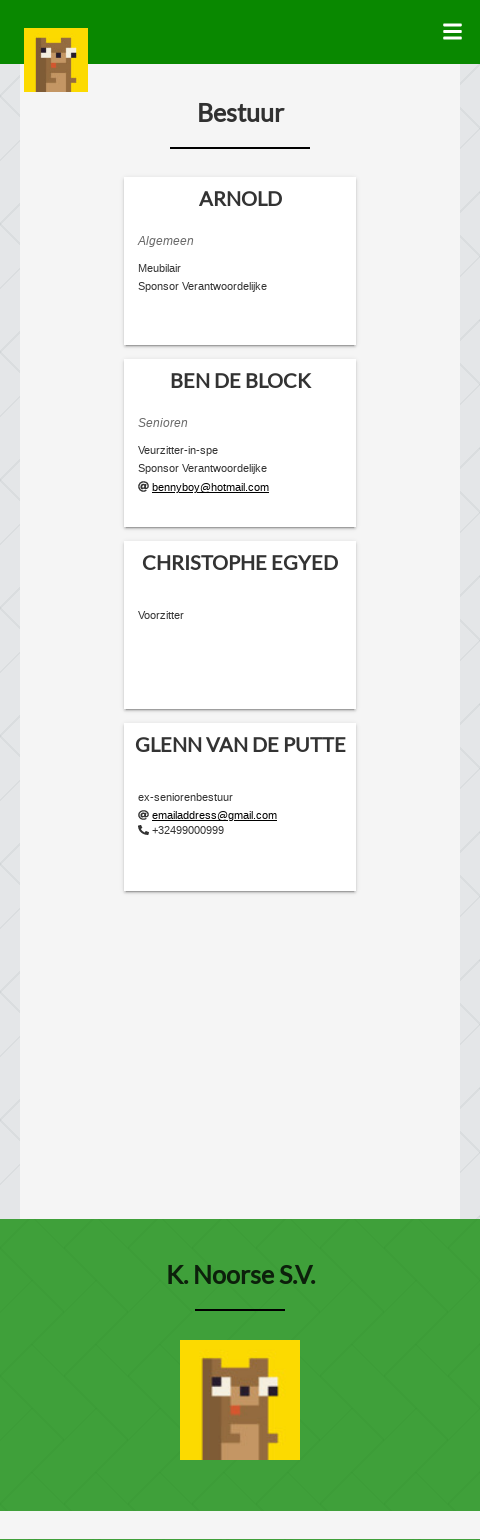 Bestuur
ARNOLD
Algemeen
Meubilair
Sponsor Verantwoordelijke
BEN DE BLOCK
Senioren
Veurzitter-in-spe
Sponsor Verantwoordelijke
@ bennyboy@hotmail.com
CHRISTOPHE EGYED
Voorzitter
GLENN VAN DE PUTTE
ex-seniorenbestuur
@ emailaddress@gmail.com
+32499000999
K. Noorse S.V.